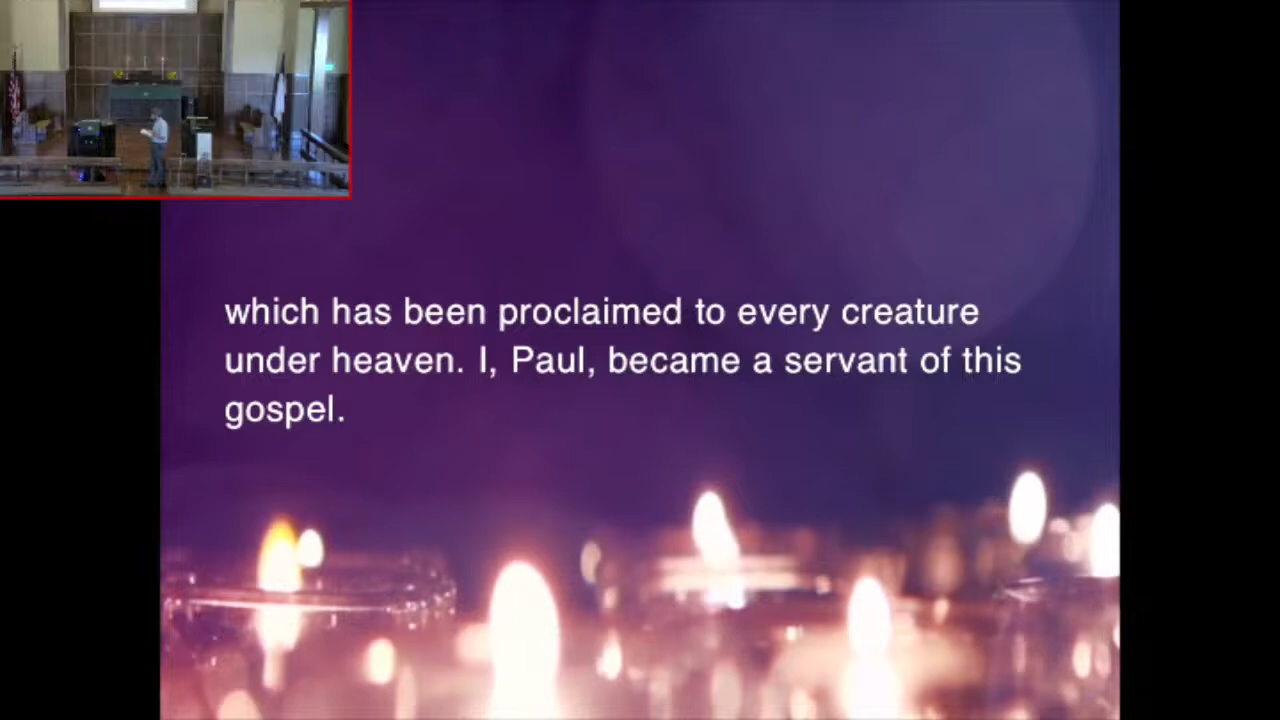 which has been proclaimed to every creature
under heaven. I, Paul, became a servant of this
gospel.